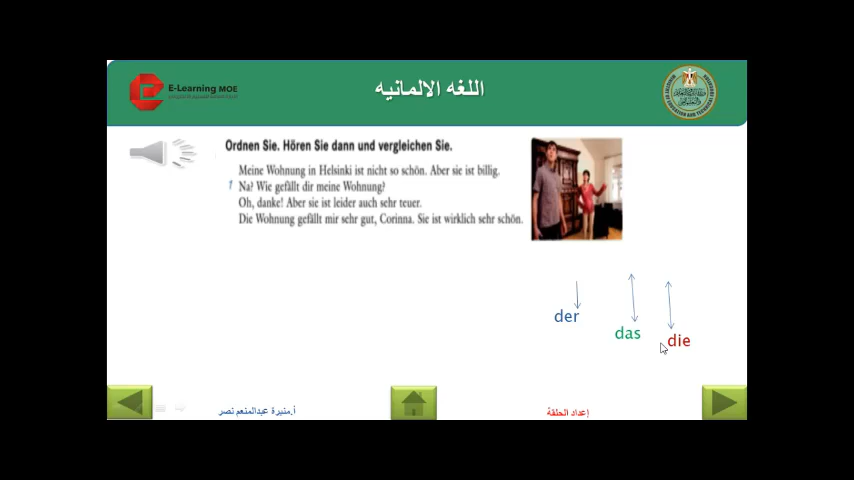 E-Learning MOE
اللغه الالمانيه
Ordnen Sie. Hören Sie dann und vergleichen Sie.
Meine Wohnung in Helsinki ist nicht so schön. Aber sie ist billig.
1 Na? Wie gefällt dir meine Wohnung?
Oh, danke! Aber sie ist leider auch sehr teuer.
Die Wohnung gefällt mir sehr gut, Corinna. Sie ist wirklich sehr schön.
der
das
die
أ.منيرة عبدالمنعم نصر
إعداد الحلقة